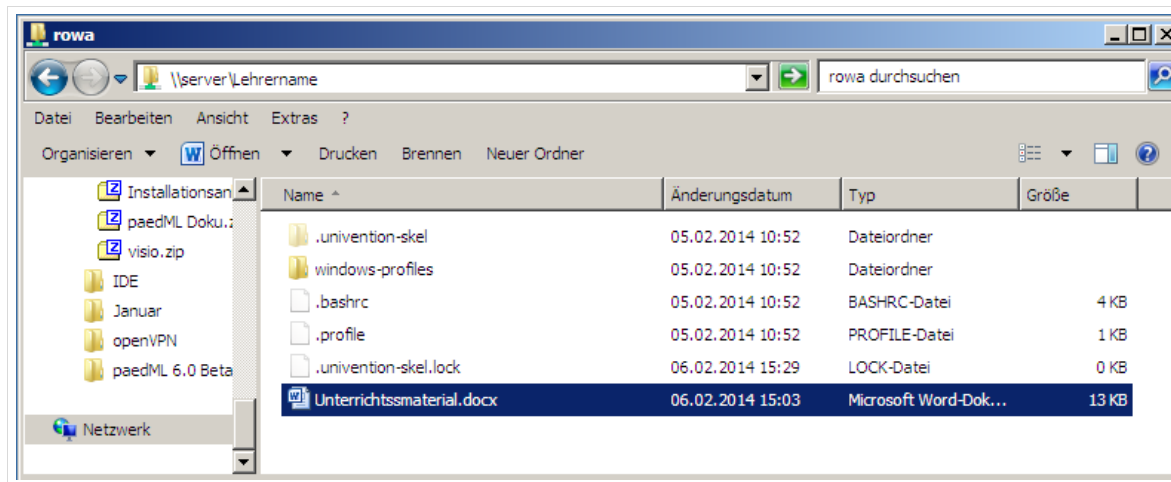 rowa
\\server\Lehrername
rowa durchsuchen
Datei Bearbeiten Ansicht Extras ?
Organisieren Öffnen Drucken Brennen Neuer Ordner
Installationsan
paedML Doku.z
visio.zip
IDE
Januar
openVPN
paedML 6.0 Beta
Netzwerk
Name Änderungsdatum Typ Größe
.univention-skel 05.02.2014 10:52 Dateiordner
windows-profiles 05.02.2014 10:52 Dateiordner
.bashrc 05.02.2014 10:52 BASHRC-Datei 4 KB
.profile 05.02.2014 10:52 PROFILE-Datei 1 KB
.univention-skel.lock 06.02.2014 15:29 LOCK-Datei 0 KB
Unterrichtssmaterial.docx 06.02.2014 15:03 Microsoft Word-Dok... 13 KB